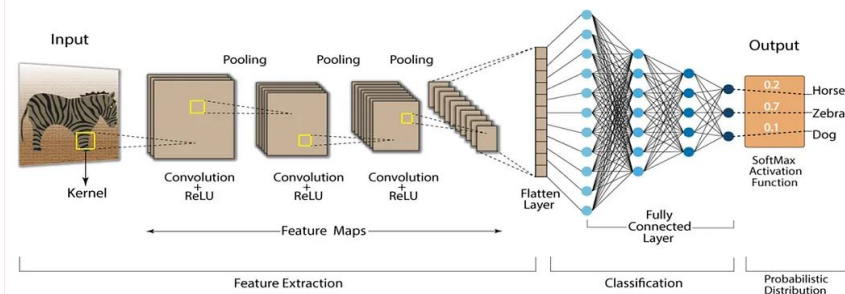 Input
Kernel
Pooling
Pooling
Pooling
Convolution
+
ReLU
Convolution
+
ReLU
Convolution
+
ReLU
Feature Maps
Flatten
Layer
Fully
Connected
Layer
Output
0.2
0.7
0.1
Horse
Zebra
Dog
SoftMax
Activation
Function
Feature Extraction
Classification
Probabilistic
Distribution